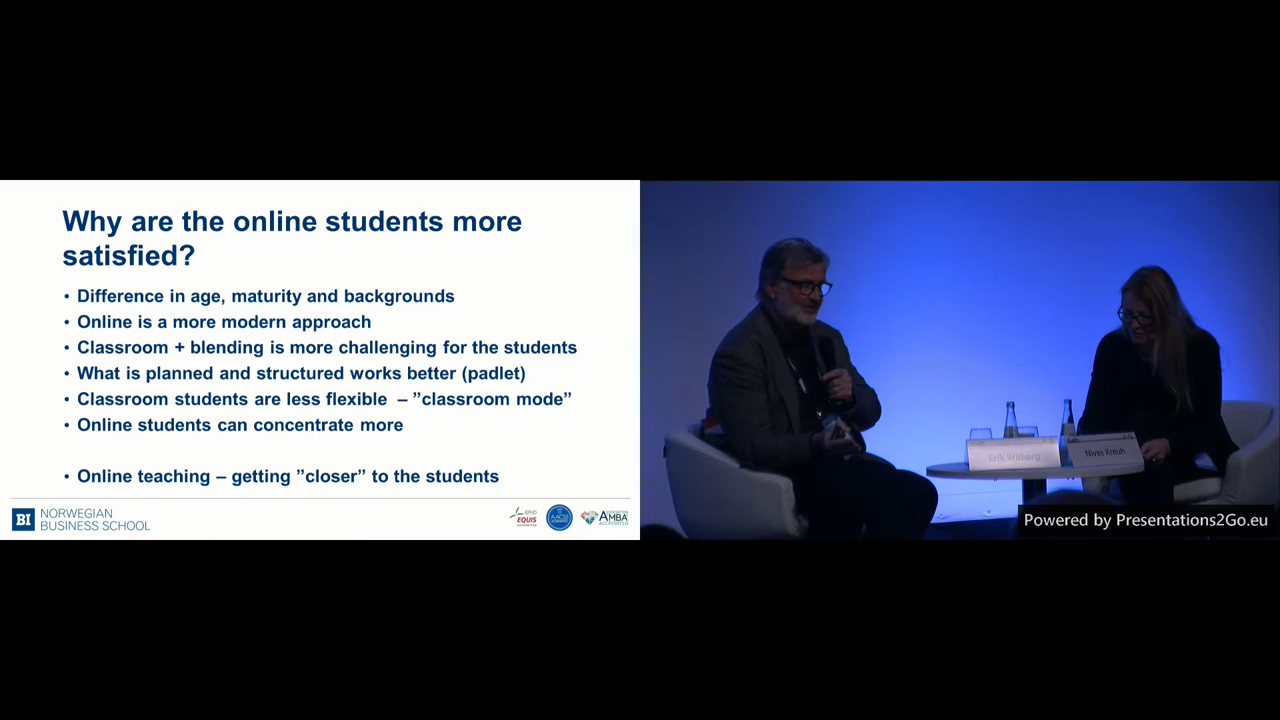 Why are the online students more
satisfied?
• Difference in age, maturity and backgrounds
• Online is a more modern approach
• Classroom + blending is more challenging for the students
• What is planned and structured works better (padlet)
• Classroom students are less flexible – ”classroom mode”
• Online students can concentrate more
• Online teaching – getting ”closer” to the students
BI
NORWEGIAN
BUSINESS SCHOOL
EFMD
EQUIS
AACSB
AMBA
ACCREDITED
Erik Wilberg
Nives Kreuh
Powered by Presentations2Go.eu